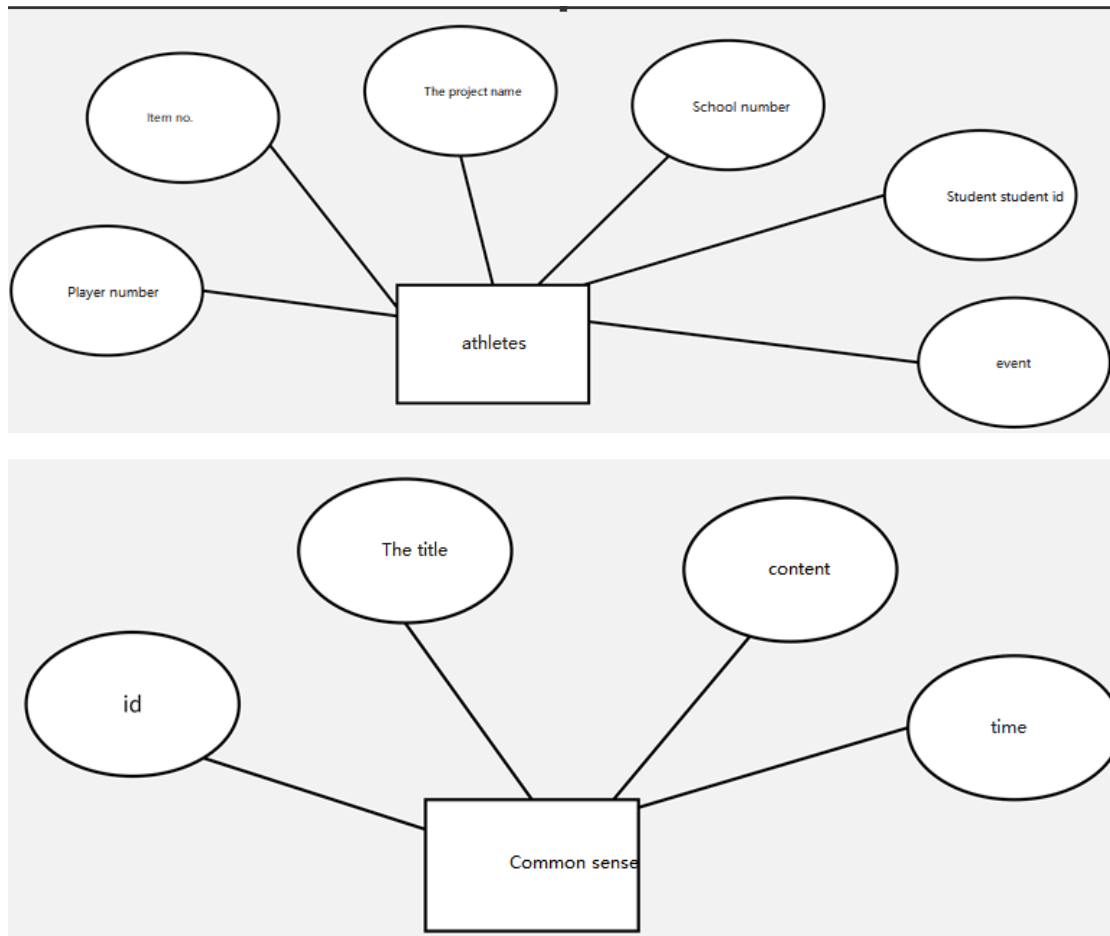 The project name
School number
Item no.
Student student id
Player number
athletes
event
The title
content
id
time
Common sense